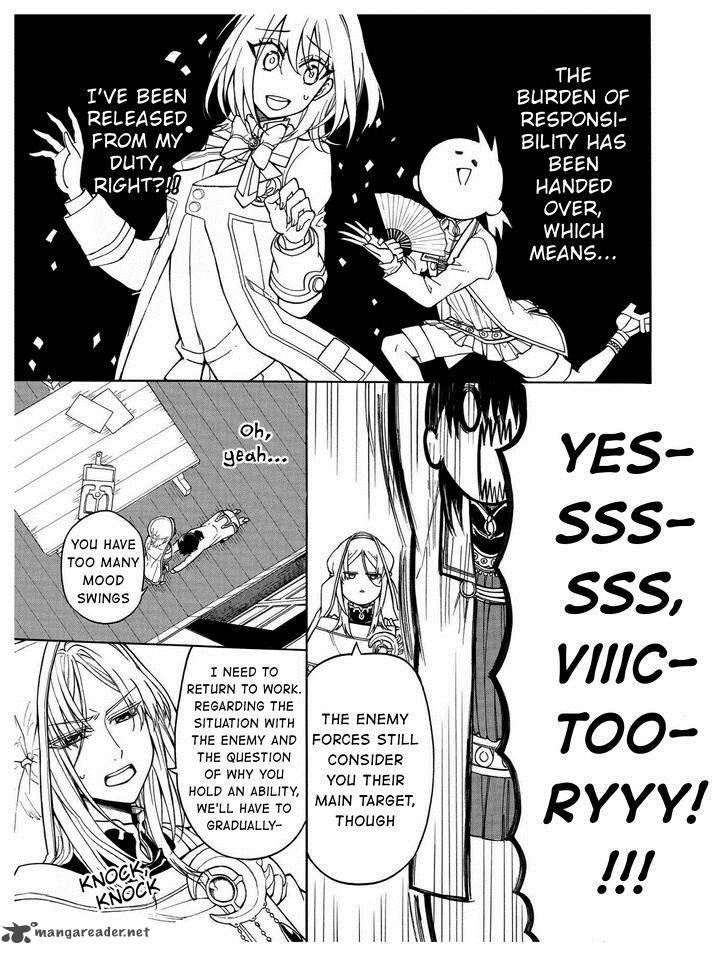 THE
BURDEN OF
RESPONSI-
BILITY HAS
BEEN
HANDED
OVER,
WHICH
MEANS...
I'VE BEEN
RELEASED
FROM MY
DUTY,
RIGHT?!!
YES-
SSS-
SSS,
VIIIC-
TOO-
RYYY!
!!!
THE ENEMY
FORCES STILL
CONSIDER
YOU THEIR
MAIN TARGET,
THOUGH
Oh,
yeah...
YOU HAVE
TOO MANY
MOOD
SWINGS
I NEED TO
RETURN TO WORK.
REGARDING THE
SITUATION WITH
THE ENEMY AND
THE QUESTION
OF WHY YOU
HOLD AN ABILITY,
WE'LL HAVE TO
GRADUALLY-
KNOCK,
KNOCK
mangareader.net